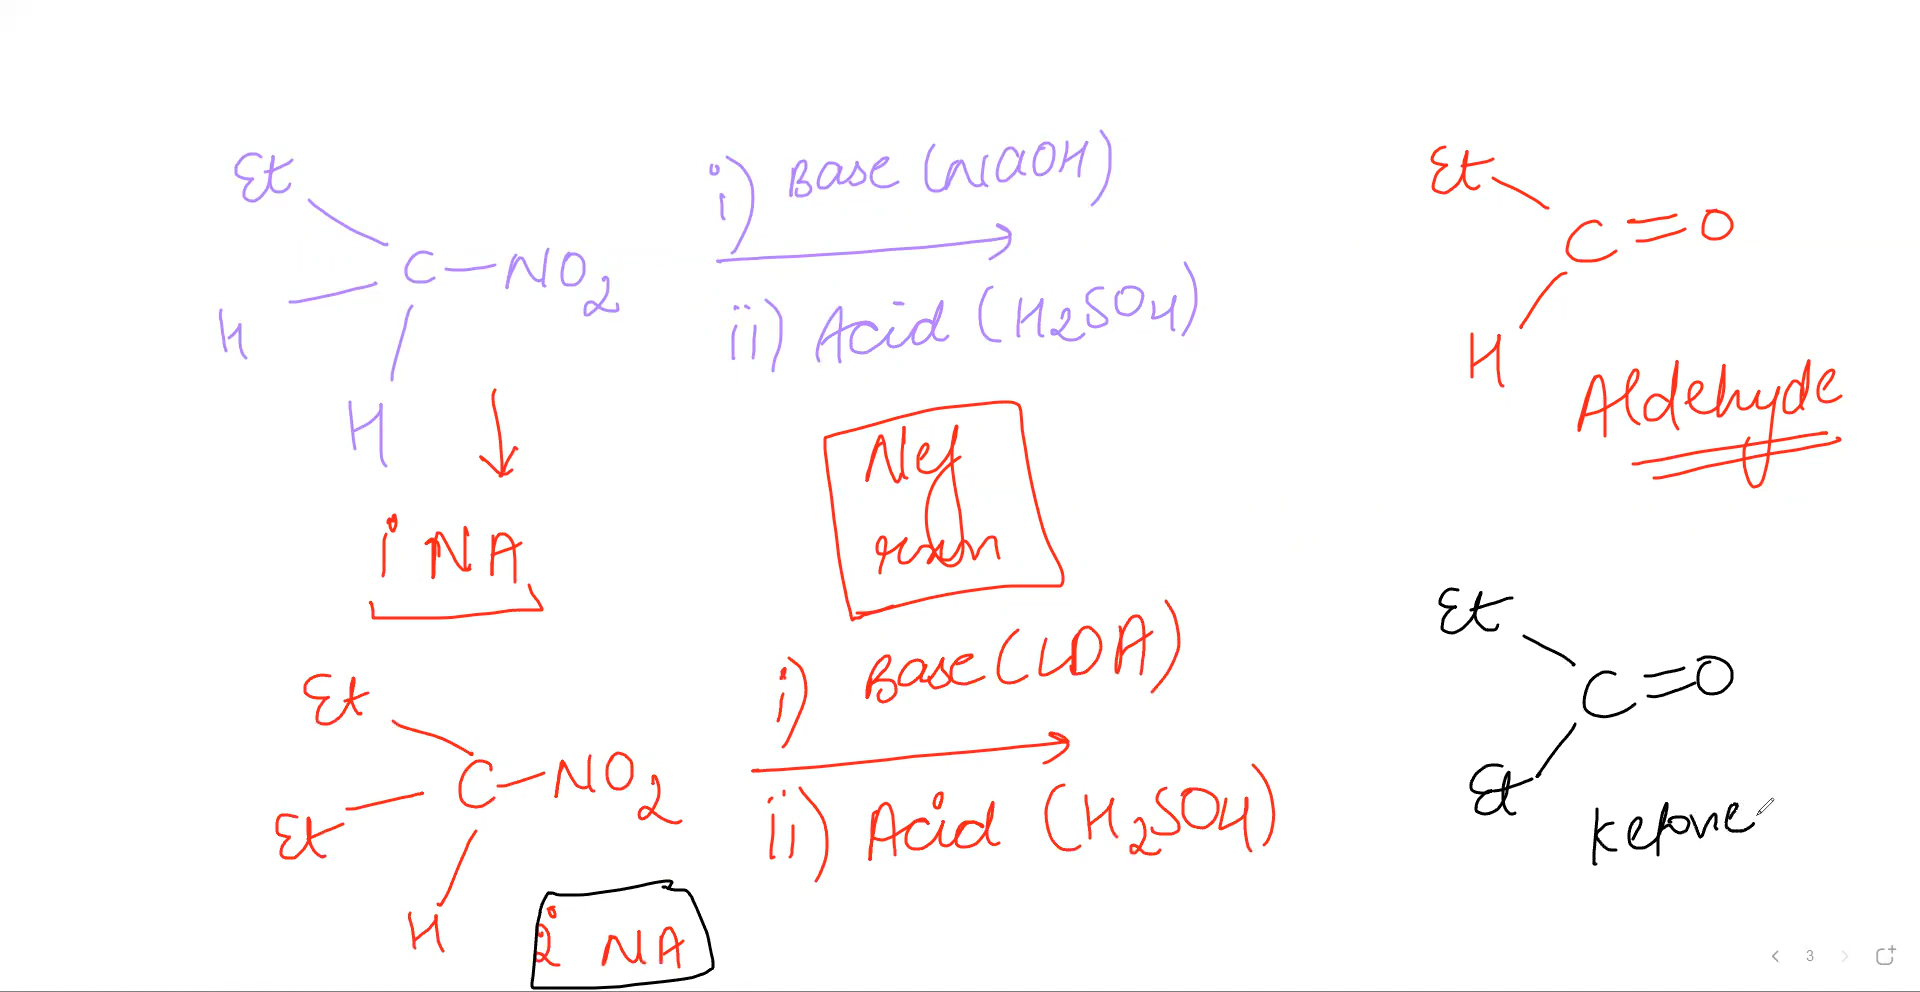 Et
C-NO2
H
H
i) Base (NaOH)
ii) Acid (H2SO4)
Et
C=O
H
Aldehyde
1° NA
Nef
rxn
Et
C-NO2
Et
H
2° NA
i) Base (LDA)
ii) Acid (H2SO4)
Et
C=O
Et
Ketone
3